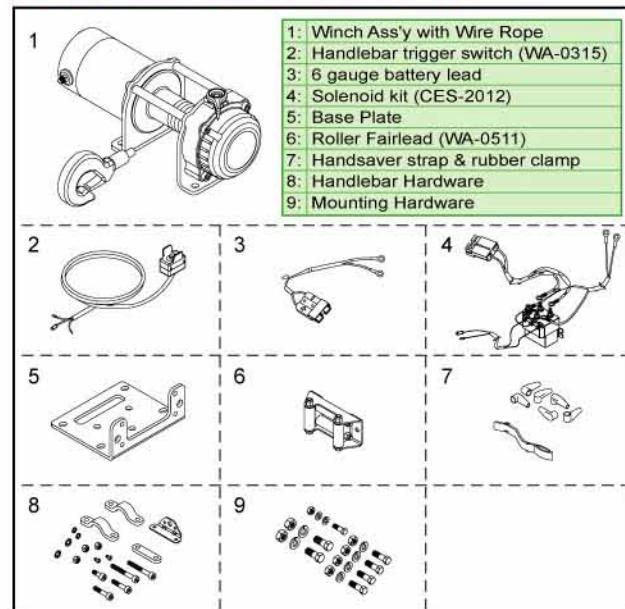 1
1: Winch Ass'y with Wire Rope
2: Handlebar trigger switch (WA-0315)
3: 6 gauge battery lead
4: Solenoid kit (CES-2012)
5: Base Plate
6: Roller Fairlead (WA-0511)
7: Handsaver strap & rubber clamp
8: Handlebar Hardware
9: Mounting Hardware
2
3
4
5
6
7
8
9